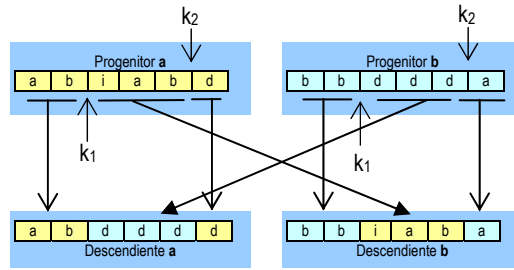 k2 k2
Progenitor a Progenitor b
a b i a b d b b d d d a
k1 k1
a b d d d d b b i a b a
Descendiente a Descendiente b